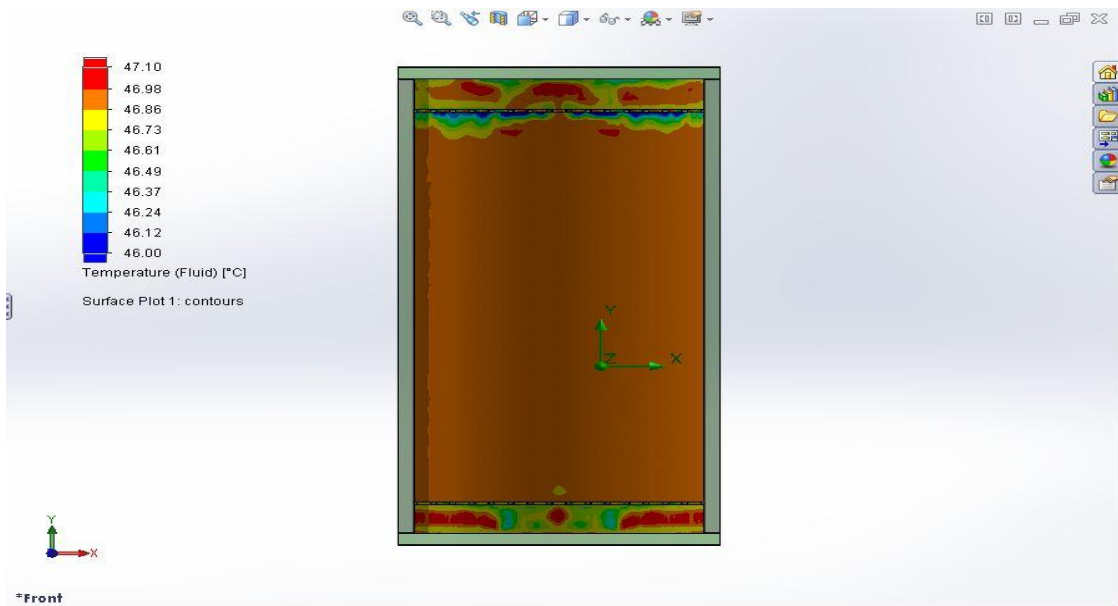 47.10
46.98
46.86
46.73
46.61
46.49
46.37
46.24
46.12
46.00
Temperature (Fluid) [°C]
Surface Plot 1: contours
Y
Z
X
Y
X
*Front